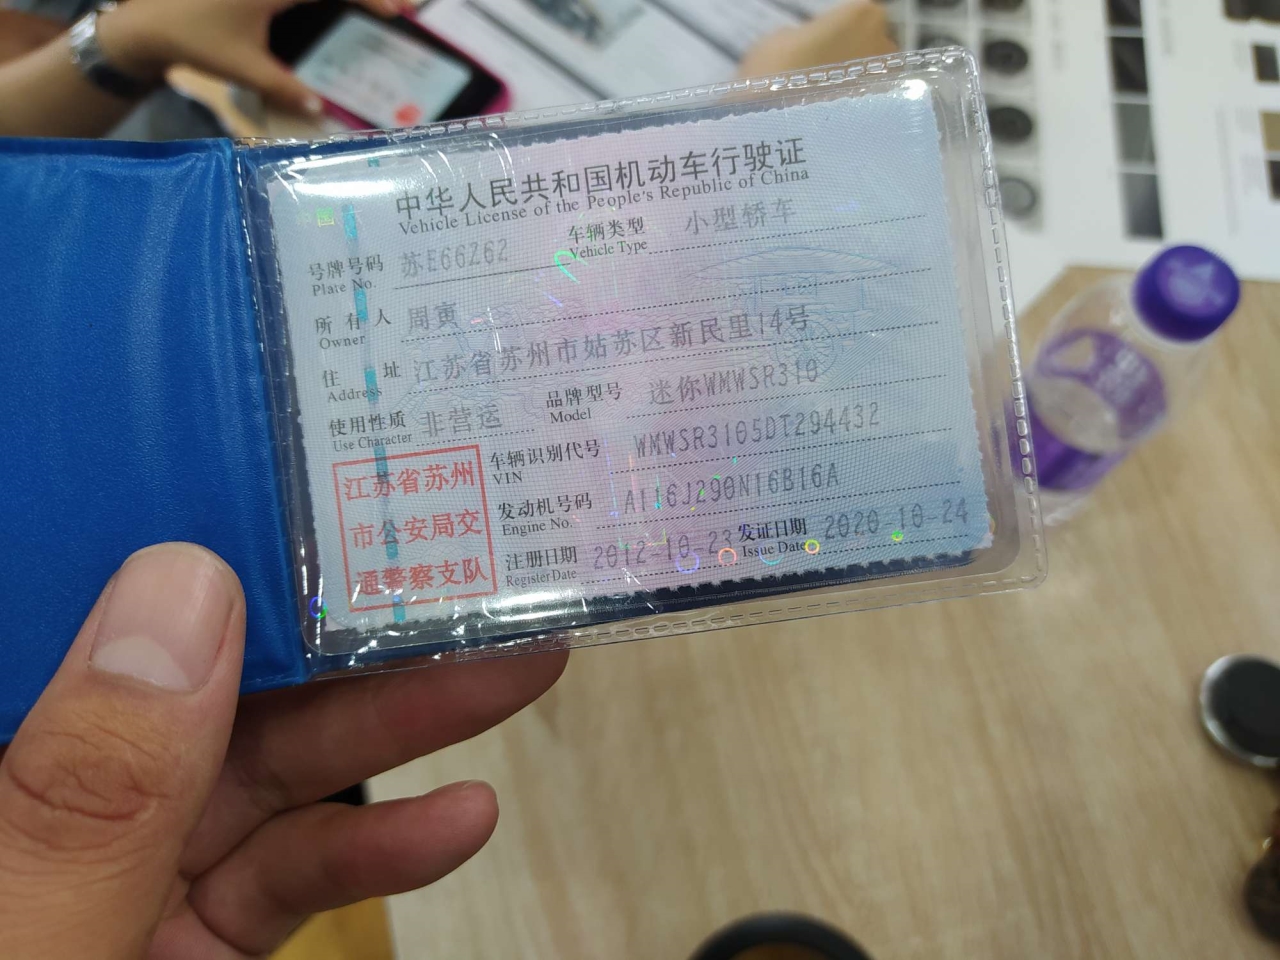 中华人民共和国机动车行驶证
Vehicle License of the People's Republic of China
号牌号码 苏E66Z62 车辆类型 小型轿车
Plate No. Vehicle Type
所有人 周寅
Owner
住址 江苏省苏州市姑苏区新民里14号
Address
使用性质 非营运 品牌型号 迷你WMWSR310
Use Character Model
车辆识别代号 WMWSR3105DT294432
VIN
发动机号码 A116J290N16B16A
Engine No.
注册日期 2012-10-23 发证日期 2020-10-24
Register Date Issue Date
江苏省苏州
市公安局交
通警察支队